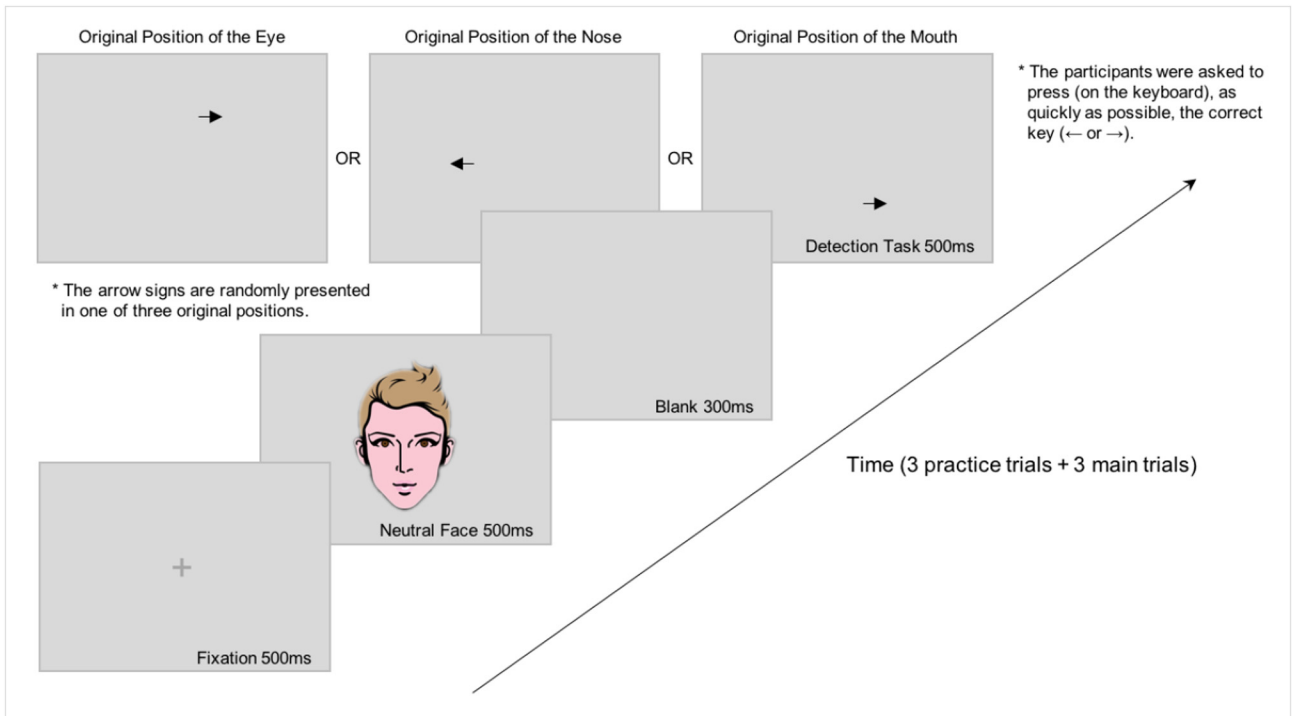 Original Position of the Eye
Original Position of the Nose
Original Position of the Mouth
* The participants were asked to
press (on the keyboard), as
quickly as possible, the correct
key (← or →).
OR
OR
Detection Task 500ms
* The arrow signs are randomly presented
in one of three original positions.
Blank 300ms
Time (3 practice trials + 3 main trials)
Neutral Face 500ms
Fixation 500ms